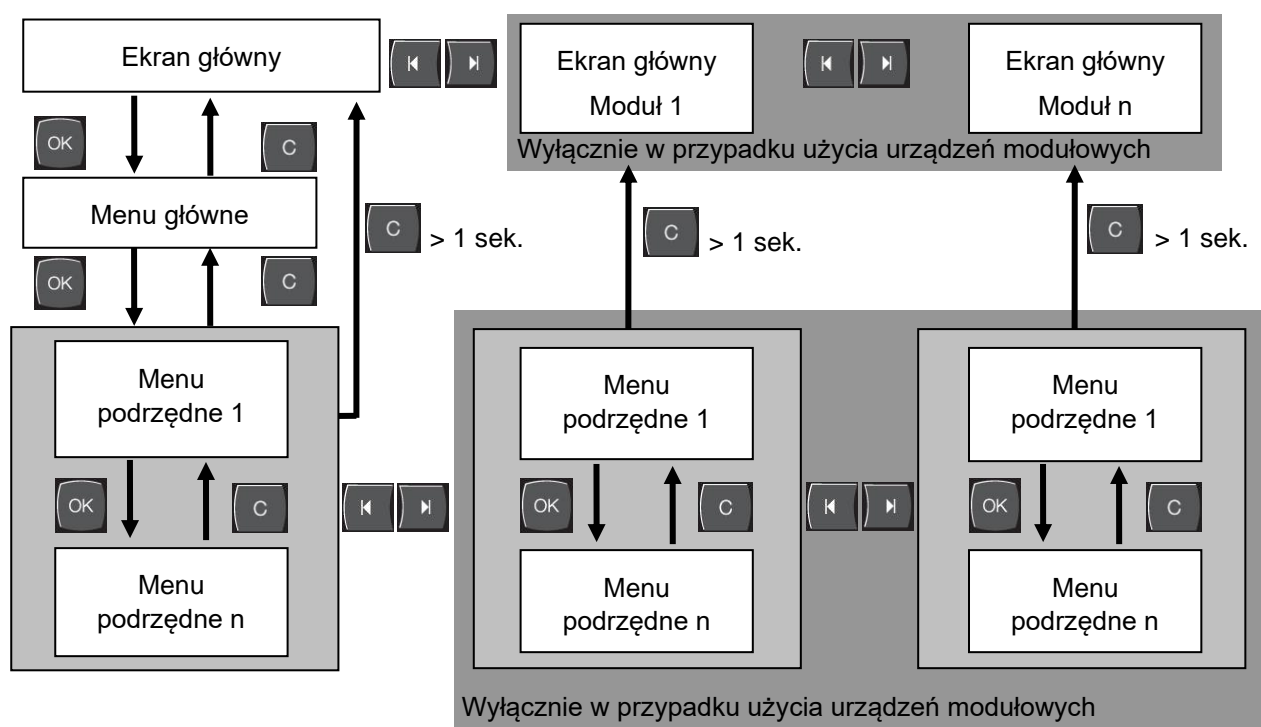 Ekran główny
Ekran główny
Moduł 1
Ekran główny
Moduł n
Wyłącznie w przypadku użycia urządzeń modułowych
OK
C
Menu główne
C
> 1 sek.
C
> 1 sek.
C
> 1 sek.
OK
C
Menu
podrzędne 1
Menu
podrzędne 1
Menu
podrzędne 1
OK
C
OK
C
OK
C
Menu
podrzędne n
Menu
podrzędne n
Menu
podrzędne n
Wyłącznie w przypadku użycia urządzeń modułowych